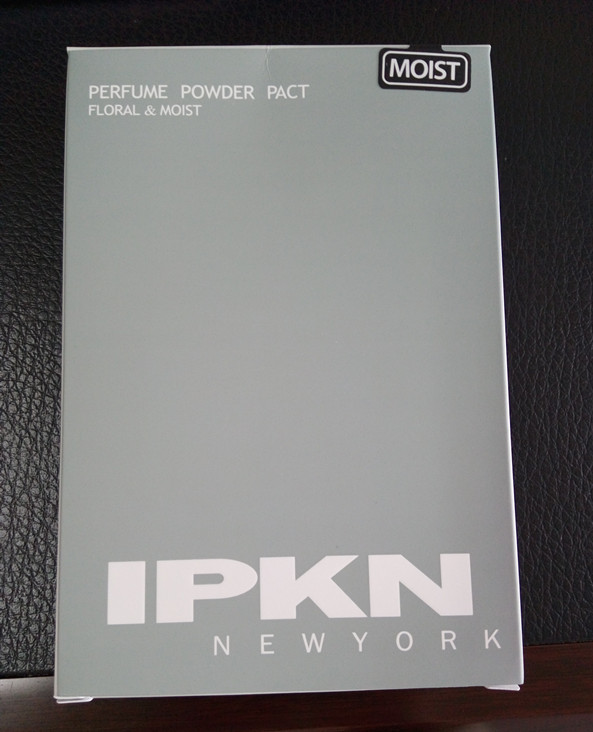 MOIST
PERFUME POWDER PACT
FLORAL & MOIST
IPKN
NEWYORK